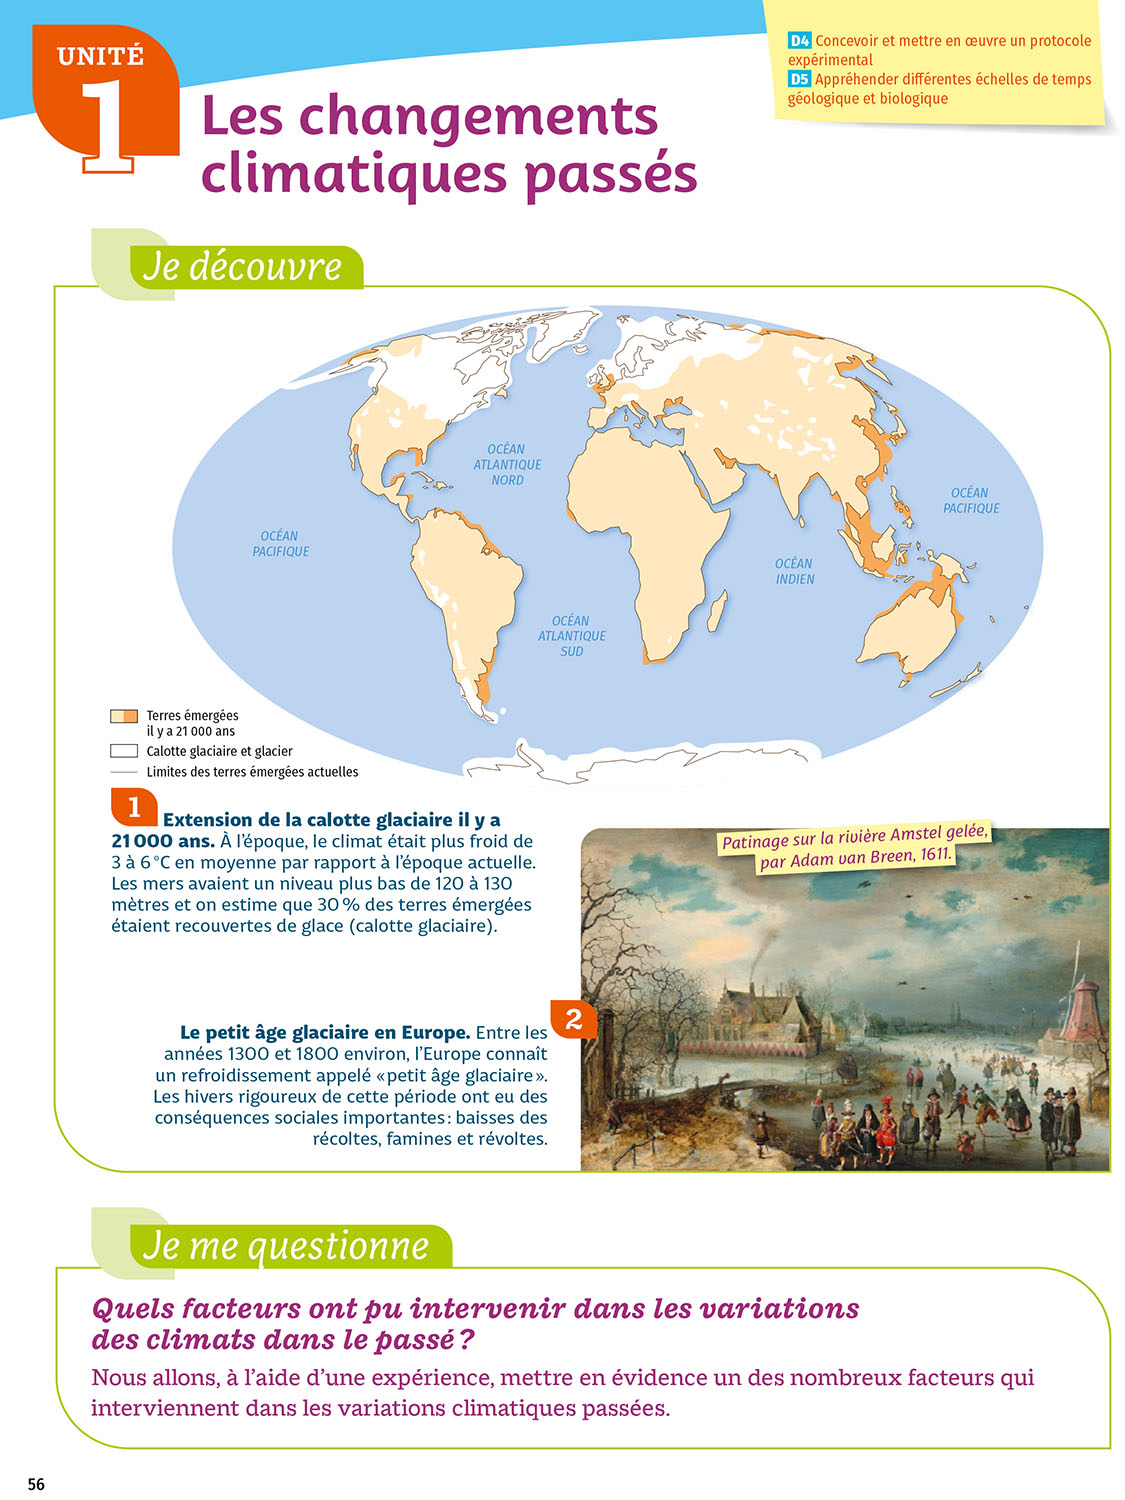 UNITÉ
1
Les changements
climatiques passés
D4 Concevoir et mettre en œuvre un protocole
expérimental
D5 Appréhender différentes échelles de temps
géologique et biologique
Je découvre
OCÉAN
ATLANTIQUE
NORD
OCÉAN
PACIFIQUE
OCÉAN
PACIFIQUE
OCÉAN
INDIEN
OCÉAN
ATLANTIQUE
SUD
Terres émergées
il y a 21 000 ans
Calotte glaciaire et glacier
Limites des terres émergées actuelles
1 Extension de la calotte glaciaire il y a
21 000 ans. À l’époque, le climat était plus froid de
3 à 6 °C en moyenne par rapport à l’époque actuelle.
Les mers avaient un niveau plus bas de 120 à 130
mètres et on estime que 30 % des terres émergées
étaient recouvertes de glace (calotte glaciaire).
Patinage sur la rivière Amstel gelée,
par Adam van Breen, 1611.
2
Le petit âge glaciaire en Europe. Entre les
années 1300 et 1800 environ, l’Europe connaît
un refroidissement appelé « petit âge glaciaire ».
Les hivers rigoureux de cette période ont eu des
conséquences sociales importantes : baisses des
récoltes, famines et révoltes.
Je me questionne
Quels facteurs ont pu intervenir dans les variations
des climats dans le passé ?
Nous allons, à l’aide d’une expérience, mettre en évidence un des nombreux facteurs qui
interviennent dans les variations climatiques passées.
56